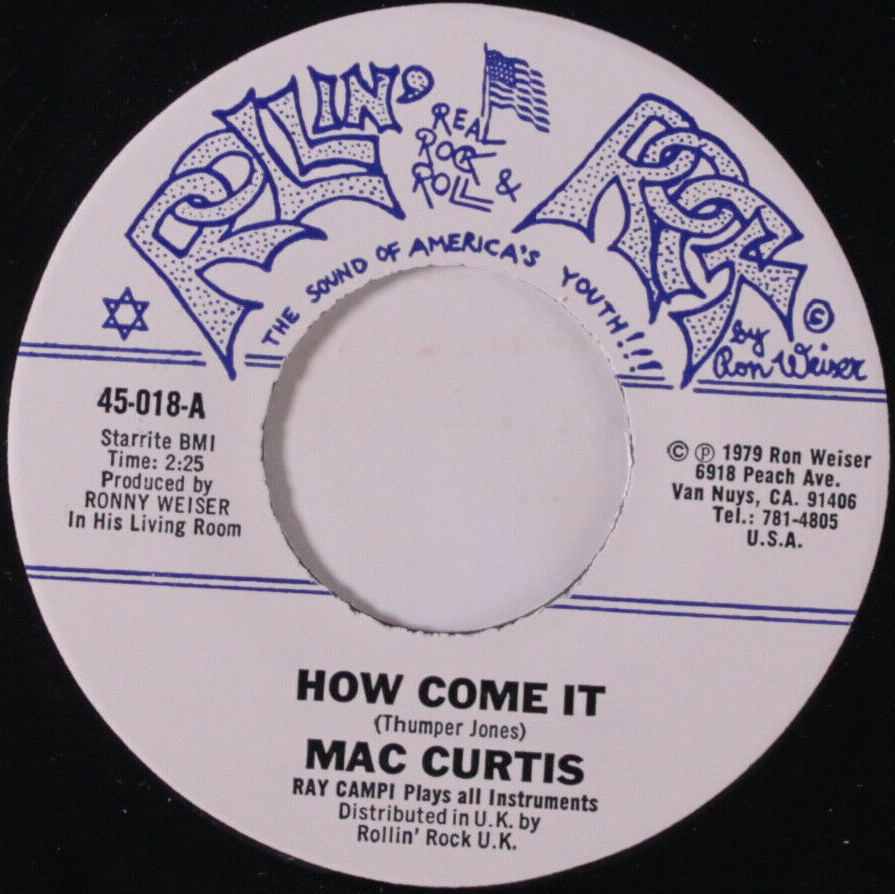 ROLLIN'
REAL
ROCK &
ROLL
ROCK
THE SOUND OF AMERICA'S YOUTH!!!
©
by
Ron Weiser
45-018-A
Starrite BMI
Time: 2:25
Produced by
RONNY WEISER
In His Living Room
© ℗ 1979 Ron Weiser
6918 Peach Ave.
Van Nuys, CA. 91406
Tel.: 781-4805
U.S.A.
HOW COME IT
(Thumper Jones)
MAC CURTIS
RAY CAMPI Plays all Instruments
Distributed in U.K. by
Rollin' Rock U.K.